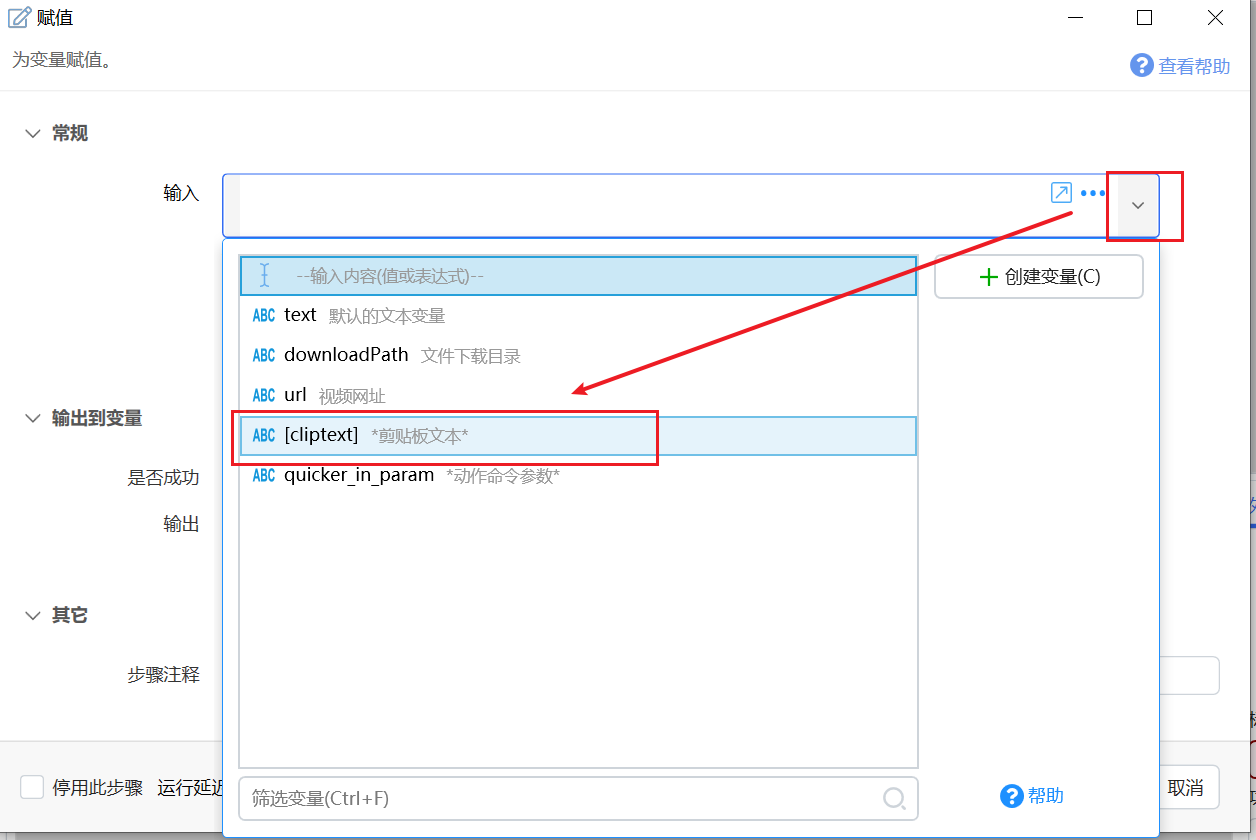 赋值
为变量赋值。
查看帮助
常规
输入
--输入内容(值或表达式)--
创建变量(C)
ABC text 默认的文本变量
ABC downloadPath 文件下载目录
ABC url 视频网址
ABC [cliptext] *剪贴板文本*
ABC quicker_in_param *动作命令参数*
输出到变量
是否成功
输出
其它
步骤注释
停用此步骤 运行延迟
筛选变量(Ctrl+F)
帮助
取消